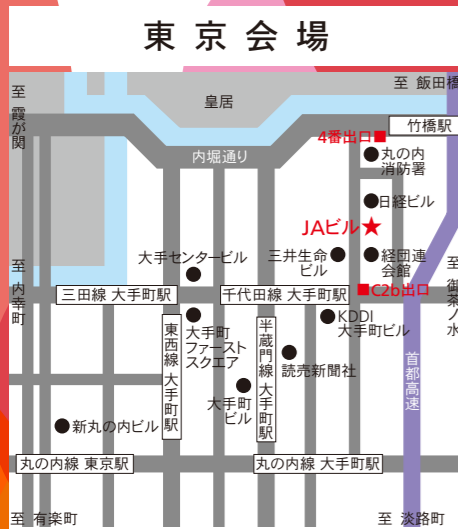 東京会場
至 飯田橋
至 霞が関
皇居
竹橋駅
4番出口
内堀通り
丸の内
消防署
日経ビル
JAビル
大手センタービル
三井生命
ビル
経団連
会館
至 内幸町
至 御茶ノ水
三田線 大手町駅
千代田線 大手町駅
C2b出口
KDDI
大手町ビル
東西線 大手町駅
大手町
ファースト
スクエア
半蔵門線 大手町駅
読売新聞社
首都高速
大手町
ビル
新丸の内ビル
丸の内線 東京駅
丸の内線 大手町駅
至 有楽町
至 淡路町